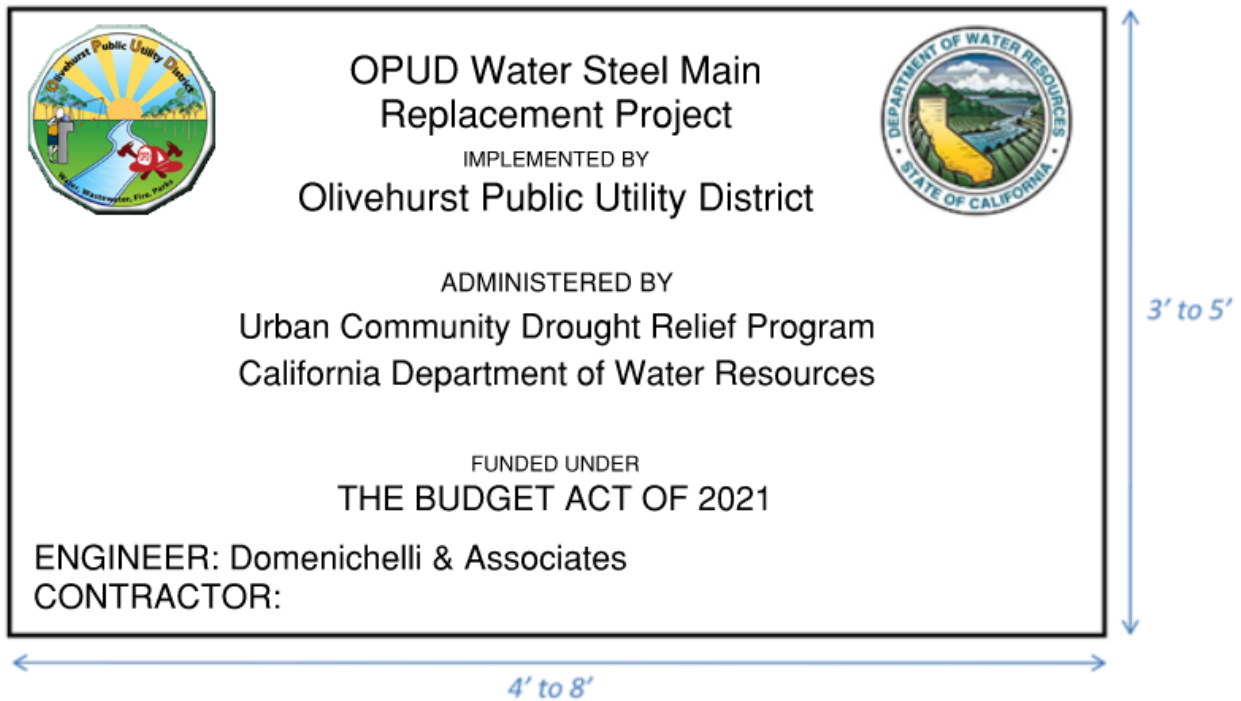 Olivehurst Public Utility District
Water, Wastewater, Fire, Parks
OPUD Water Steel Main
Replacement Project
IMPLEMENTED BY
Olivehurst Public Utility District
DEPARTMENT OF WATER RESOURCES
• STATE OF CALIFORNIA •
ADMINISTERED BY
Urban Community Drought Relief Program
California Department of Water Resources
FUNDED UNDER
THE BUDGET ACT OF 2021
ENGINEER: Domenichelli & Associates
CONTRACTOR:
3’ to 5’
4’ to 8’